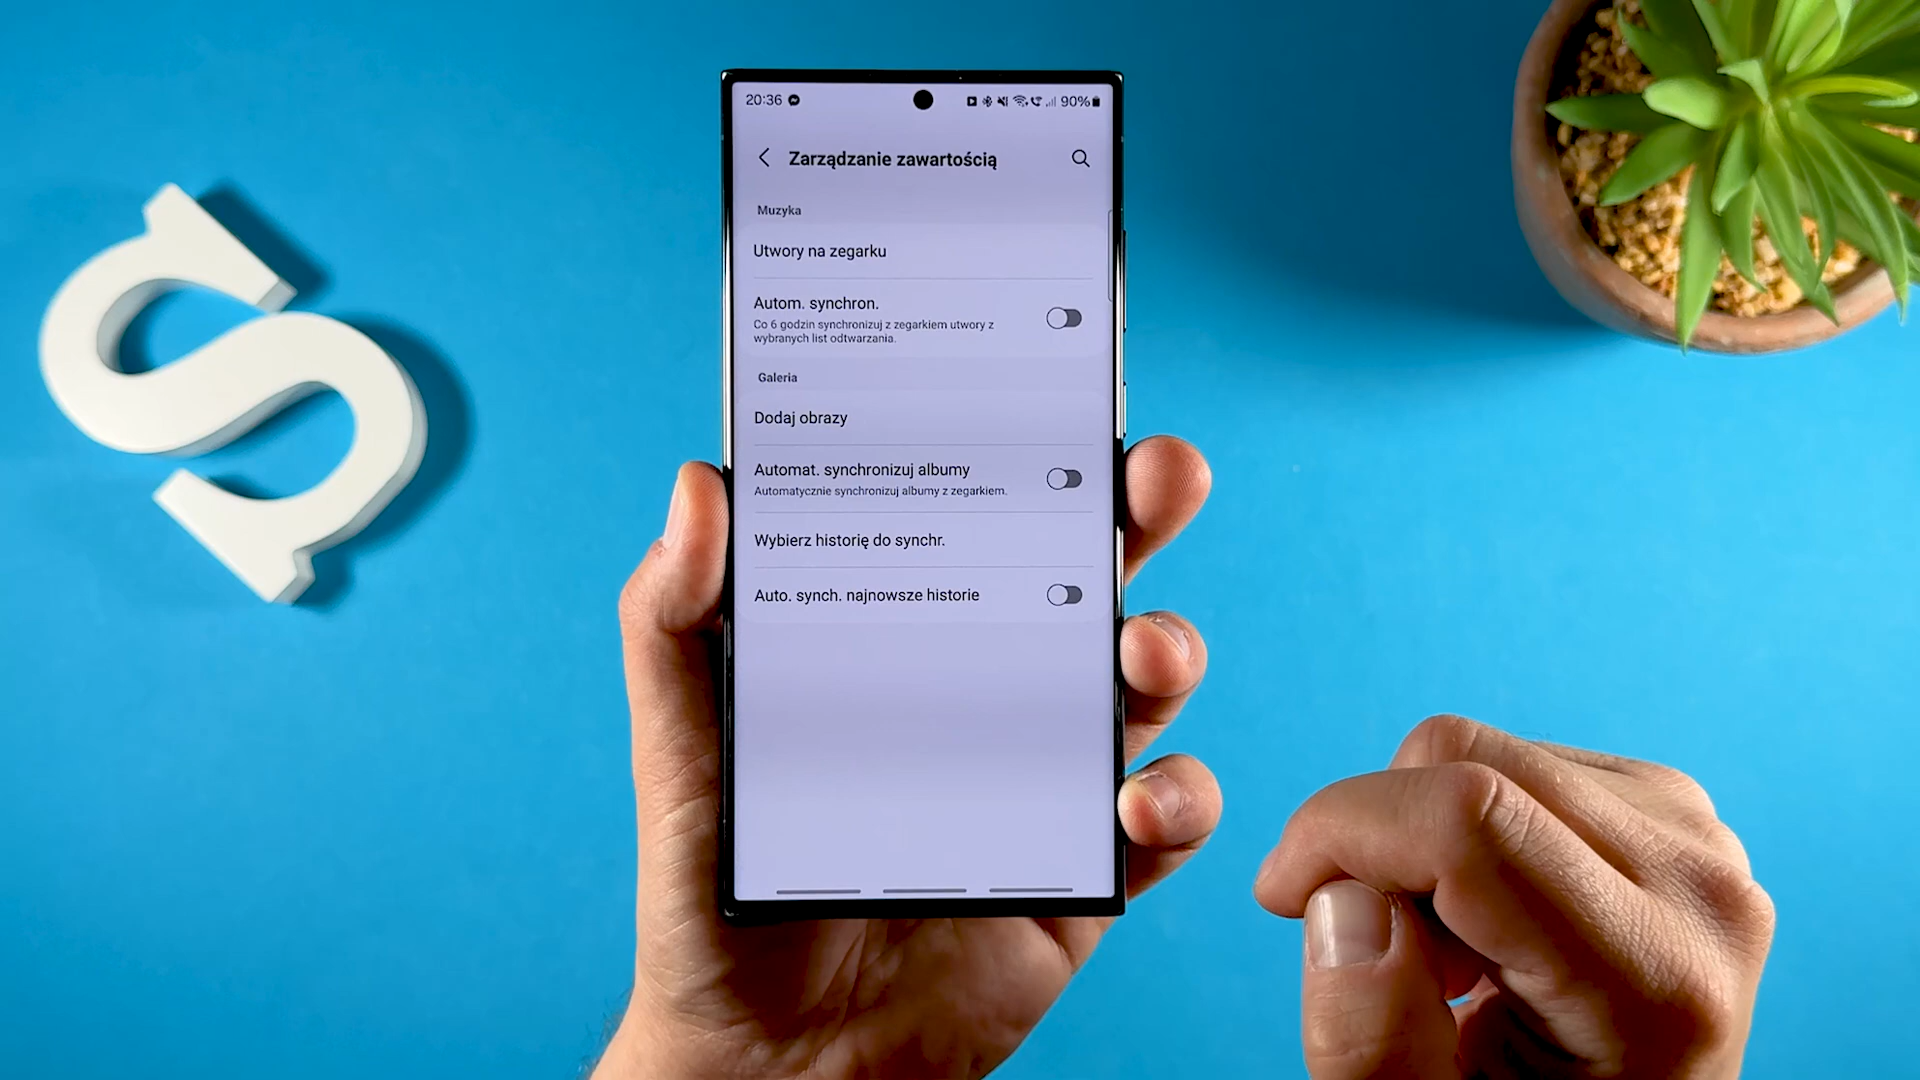 S
20:36 90%
Zarządzanie zawartością
Muzyka
Utwory na zegarku
Autom. synchron.
Co 6 godzin synchronizuj z zegarkiem utwory z
wybranych list odtwarzania.
Galeria
Dodaj obrazy
Automat. synchronizuj albumy
Automatycznie synchronizuj albumy z zegarkiem.
Wybierz historię do synchr.
Auto. synch. najnowsze historie